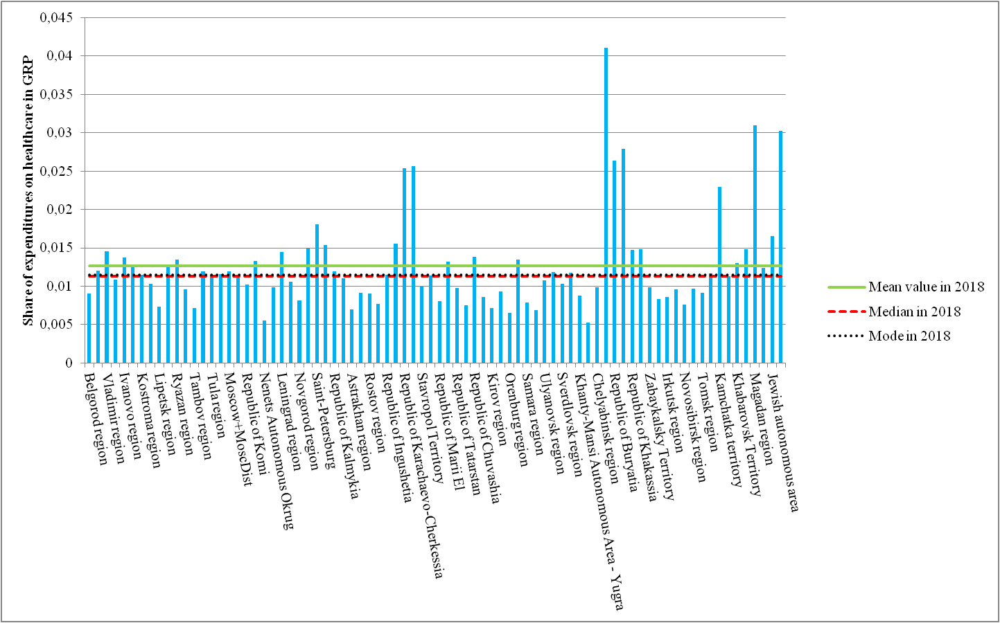 Share of expenditures on healthcare in GRP
0,045
0,04
0,035
0,03
0,025
0,02
0,015
0,01
0,005
0
Belgorod region
Vladimir region
Ivanovo region
Kostroma region
Lipetsk region
Ryazan region
Tambov region
Tula region
Moscow+MoscDist
Republic of Komi
Nenets Autonomous Okrug
Leningrad region
Novgorod region
Saint-Petersburg
Republic of Kalmykia
Astrakhan region
Rostov region
Republic of Ingushetia
Republic of Karachaevo-Cherkessia
Stavropol Territory
Republic of Marii El
Republic of Tatarstan
Republic of Chuvashia
Kirov region
Orenburg region
Samara region
Ulyanovsk region
Sverdlovsk region
Khanty-Mansi Autonomous Area - Yugra
Chelyabinsk region
Republic of Buryatia
Republic of Khakassia
Zabaykalsky Territory
Irkutsk region
Novosibirsk region
Tomsk region
Kamchatka territory
Khabarovsk Territory
Magadan region
Jewish autonomous area
Mean value in 2018
Median in 2018
Mode in 2018